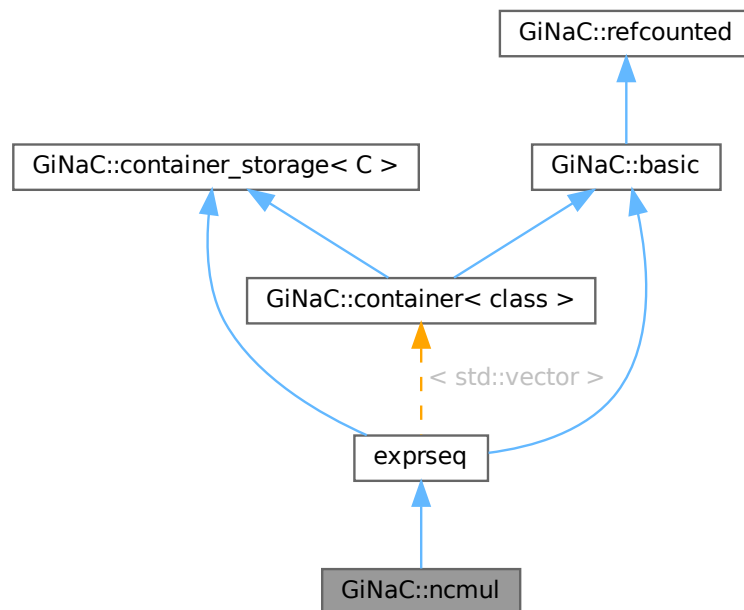 GiNaC::refcounted
GiNaC::container_storage< C >
GiNaC::basic
GiNaC::container< class >
< std::vector >
exprseq
GiNaC::ncmul